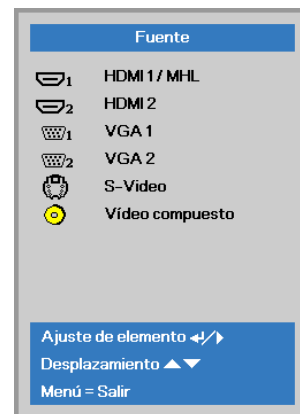 Fuente
1 HDMI 1 / MHL
2 HDMI 2
1 VGA 1
2 VGA 2
S-Video
Vídeo compuesto
Ajuste de elemento
Desplazamiento
Menú = Salir